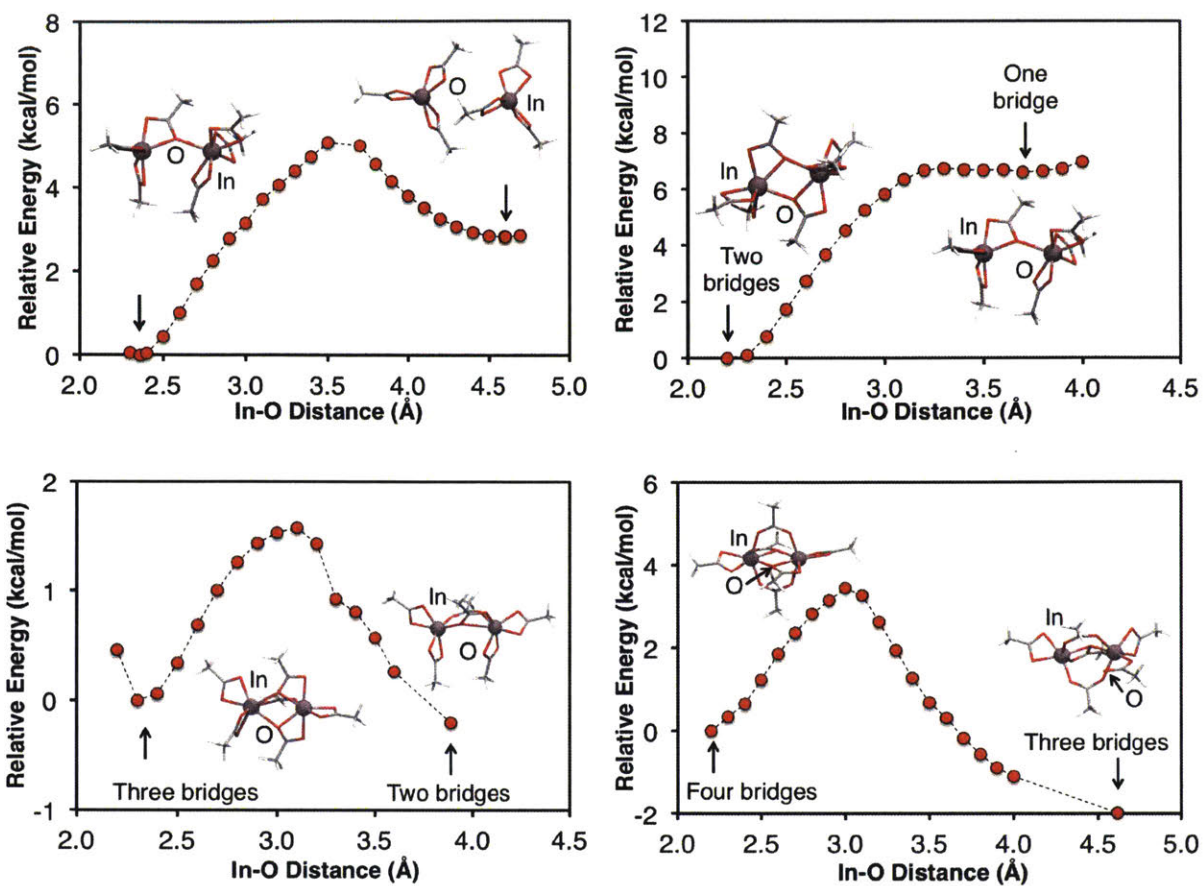 Relative Energy (kcal/mol)
8
6
4
2
0
2.0 2.5 3.0 3.5 4.0 4.5 5.0
In-O Distance (Å)
O
In
O
In
Relative Energy (kcal/mol)
12
10
8
6
4
2
0
2.0 2.5 3.0 3.5 4.0 4.5
In-O Distance (Å)
One
bridge
In
O
Two
bridges
In
O
Relative Energy (kcal/mol)
2
1
0
-1
2.0 2.5 3.0 3.5 4.0 4.5
In-O Distance (Å)
In
O
In
O
Three bridges
Two bridges
Relative Energy (kcal/mol)
6
4
2
0
-2
2.0 2.5 3.0 3.5 4.0 4.5 5.0
In-O Distance (Å)
In
O
In
O
Three bridges
Four bridges